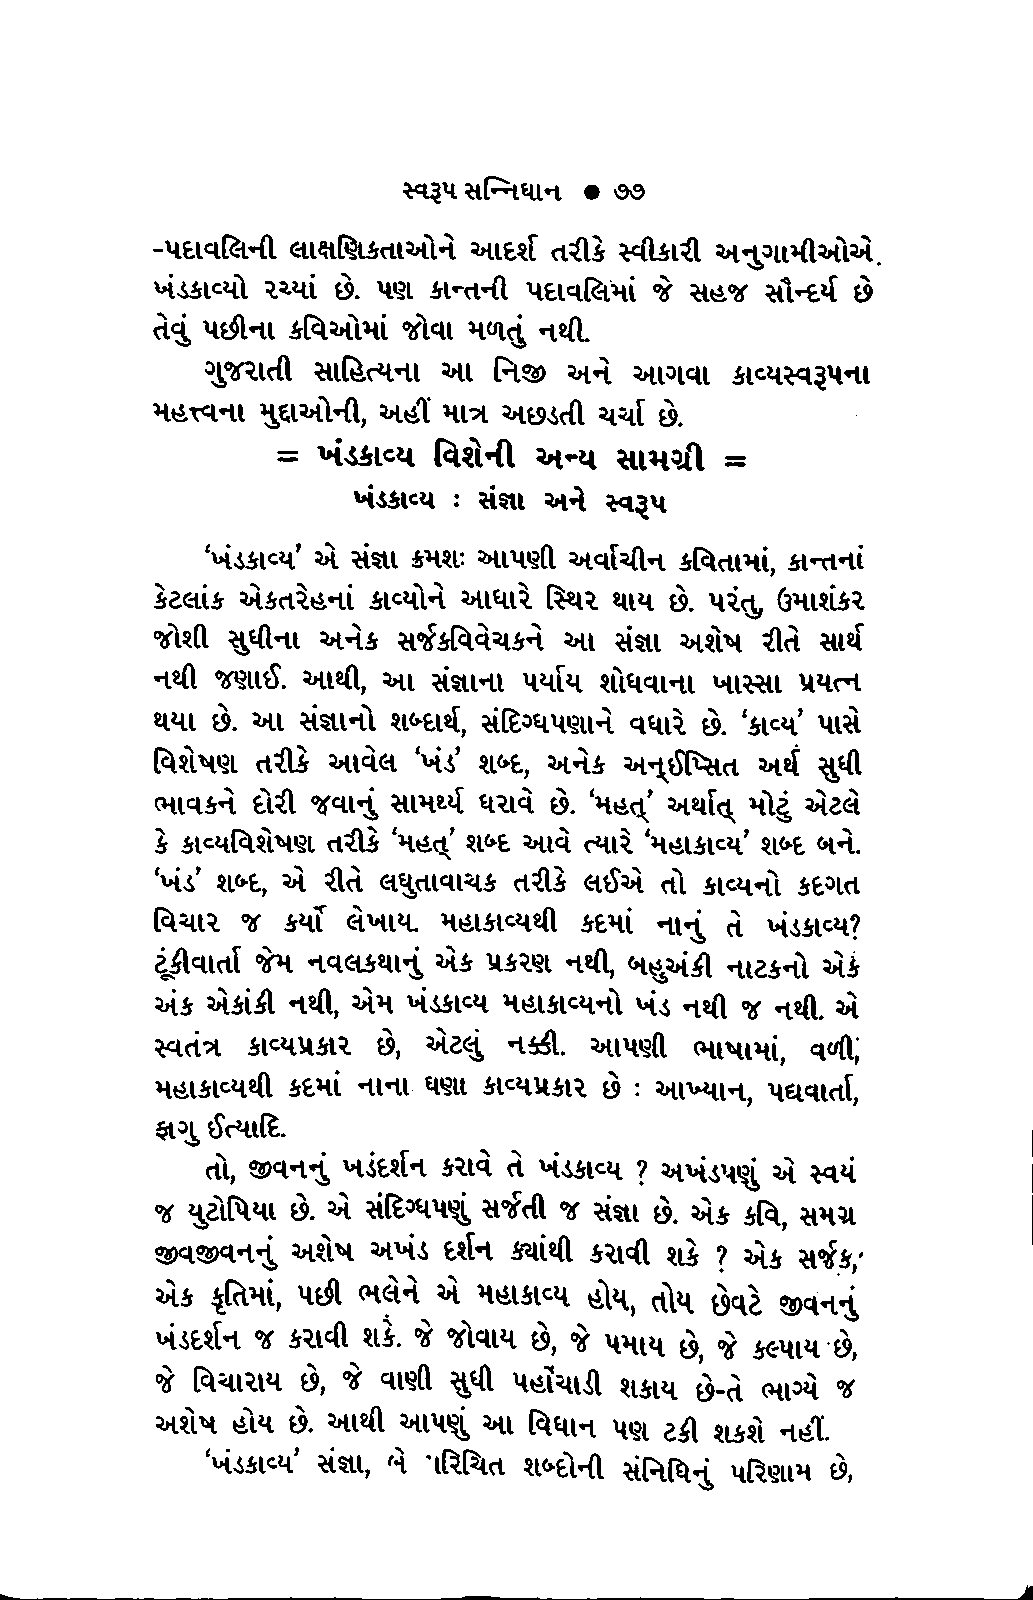 સ્વરૂપ સન્નિધાન ● ૭૭
-પદાવલિની લાક્ષણિકતાઓને આદર્શ તરીકે સ્વીકારી અનુગામીઓએ.
ખંડકાવ્યો રચ્યાં છે. પણ કાન્તની પદાવલિમાં જે સહજ સૌન્દર્ય છે
તેવું પછીના કવિઓમાં જોવા મળતું નથી.
ગુજરાતી સાહિત્યના આ નિજી અને આગવા કાવ્યસ્વરૂપના
મહત્ત્વના મુદ્દાઓની, અહીં માત્ર અછડતી ચર્ચા છે.
= ખંડકાવ્ય વિશેની અન્ય સામગ્રી =
ખંડકાવ્ય : સંજ્ઞા અને સ્વરૂપ
‘ખંડકાવ્ય’ એ સંજ્ઞા ક્રમશઃ આપણી અર્વાચીન કવિતામાં, કાન્તનાં
કેટલાંક એકતરેહનાં કાવ્યોને આધારે સ્થિર થાય છે. પરંતુ, ઉમાશંકર
જોશી સુધીના અનેક સર્જકવિવેચકને આ સંજ્ઞા અશેષ રીતે સાર્થ
નથી જણાઈ. આથી, આ સંજ્ઞાના પર્યાય શોધવાના ખાસ્સા પ્રયત્ન
થયા છે. આ સંજ્ઞાનો શબ્દાર્થ, સંદિગ્ધપણાને વધારે છે. ‘કાવ્ય’ પાસે
વિશેષણ તરીકે આવેલ ‘ખંડ’ શબ્દ, અનેક અન્ઈપ્સિત અર્થ સુધી
ભાવકને દોરી જવાનું સામર્થ્ય ધરાવે છે. ‘મહત્’ અર્થાત્ મોટું એટલે
કે કાવ્યવિશેષણ તરીકે ‘મહત્’ શબ્દ આવે ત્યારે ‘મહાકાવ્ય’ શબ્દ બને.
‘ખંડ’ શબ્દ, એ રીતે લઘુતાવાચક તરીકે લઈએ તો કાવ્યનો કદગત
વિચાર જ કર્યો લેખાય. મહાકાવ્યથી કદમાં નાનું તે ખંડકાવ્ય?
ટૂંકીવાર્તા જેમ નવલકથાનું એક પ્રકરણ નથી, બહુઅંકી નાટકનો એક
અંક એકાંકી નથી, એમ ખંડકાવ્ય મહાકાવ્યનો ખંડ નથી જ નથી. એ
સ્વતંત્ર કાવ્યપ્રકાર છે, એટલું નક્કી. આપણી ભાષામાં, વળી,
મહાકાવ્યથી કદમાં નાના ઘણા કાવ્યપ્રકાર છે : આખ્યાન, પદ્યવાર્તા,
ફાગુ ઈત્યાદિ.
તો, જીવનનું ખડંદર્શન કરાવે તે ખંડકાવ્ય ? અખંડપણું એ સ્વયં
જ યુટોપિયા છે. એ સંદિગ્ધપણું સર્જતી જ સંજ્ઞા છે. એક કવિ, સમગ્ર
જીવજીવનનું અશેષ અખંડ દર્શન ક્યાંથી કરાવી શકે ? એક સર્જક,
એક કૃતિમાં, પછી ભલેને એ મહાકાવ્ય હોય, તોય છેવટે જીવનનું
ખંડદર્શન જ કરાવી શકે. જે જોવાય છે, જે પમાય છે, જે કલ્પાય છે,
જે વિચારાય છે, જે વાણી સુધી પહોંચાડી શકાય છે-તે ભાગ્યે જ
અશેષ હોય છે. આથી આપણું આ વિધાન પણ ટકી શકશે નહીં.
‘ખંડકાવ્ય’ સંજ્ઞા, બે શબ્દોની સંનિધિનું પરિણામ છે,